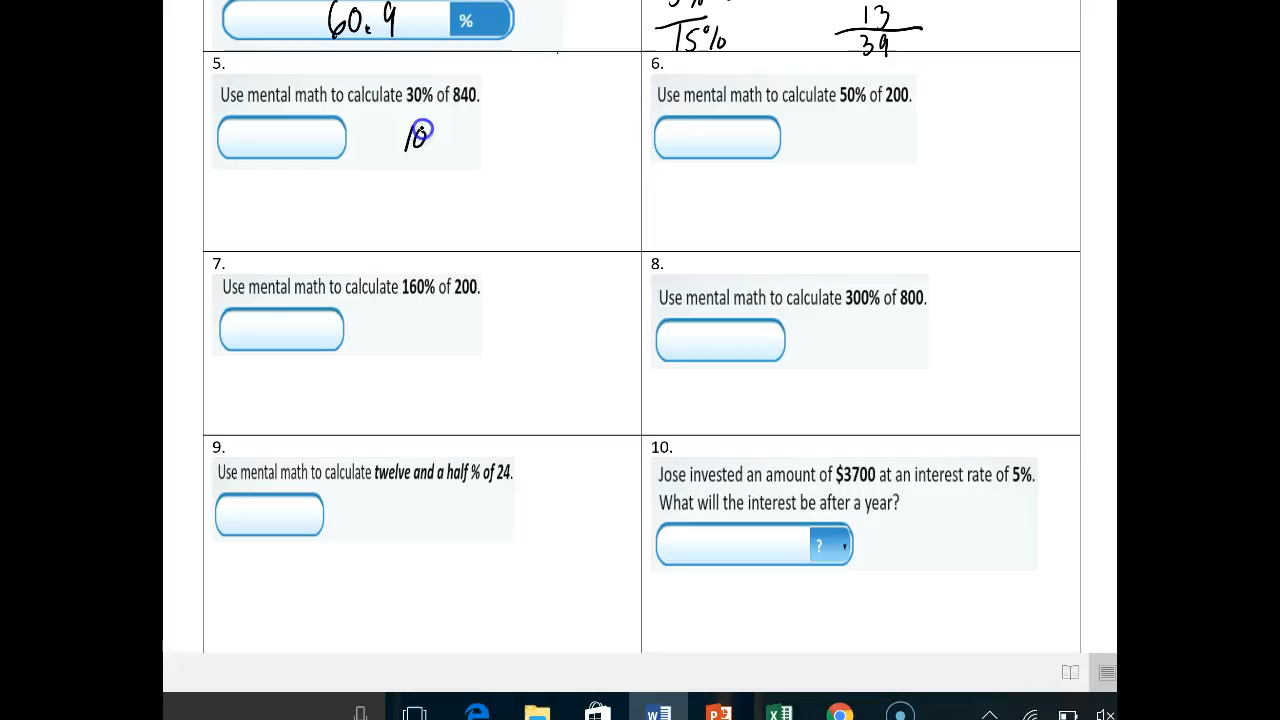 60.9 %
15%
13
39
5.
Use mental math to calculate 30% of 840.
10
6.
Use mental math to calculate 50% of 200.
7.
Use mental math to calculate 160% of 200.
8.
Use mental math to calculate 300% of 800.
9.
Use mental math to calculate twelve and a half % of 24.
10.
Jose invested an amount of $3700 at an interest rate of 5%.
What will the interest be after a year?
?